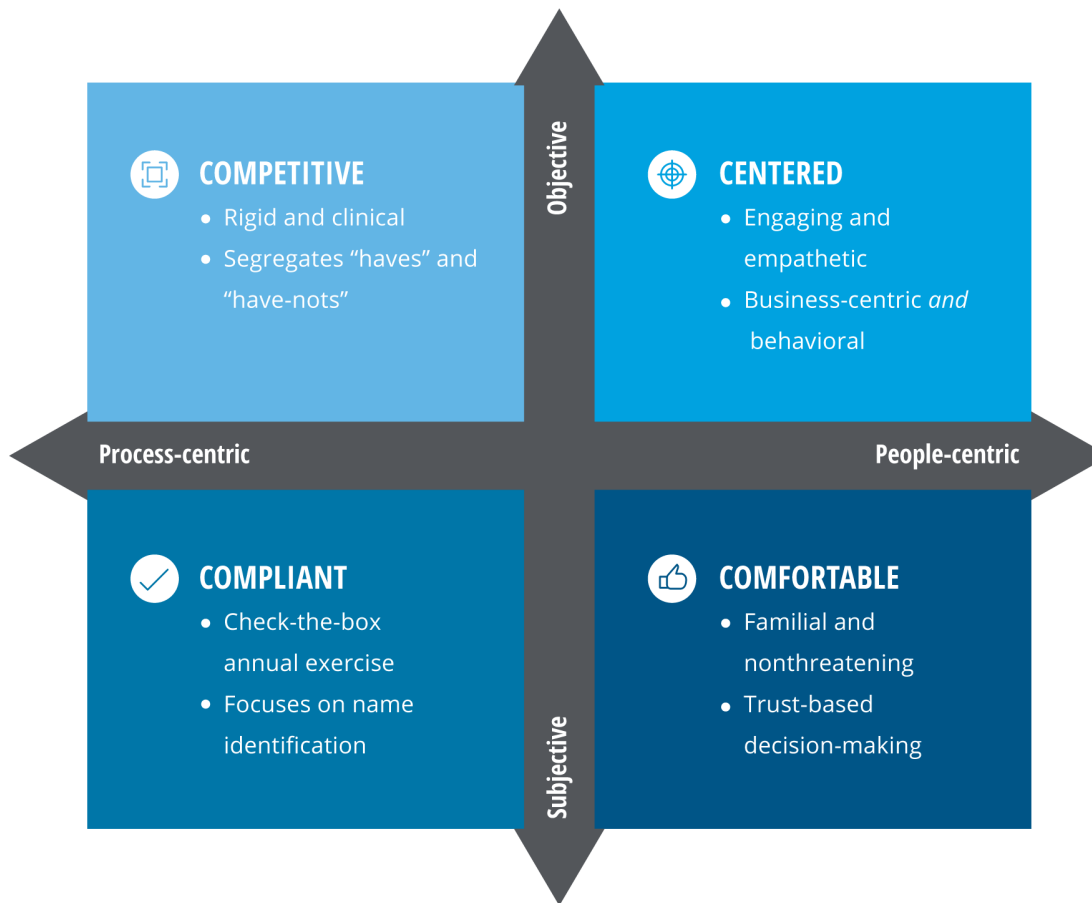 Objective
COMPETITIVE
• Rigid and clinical
• Segregates “haves” and
“have-nots”
CENTERED
• Engaging and
empathetic
• Business-centric and
behavioral
Process-centric
People-centric
COMPLIANT
• Check-the-box
annual exercise
• Focuses on name
identification
COMFORTABLE
• Familial and
nonthreatening
• Trust-based
decision-making
Subjective